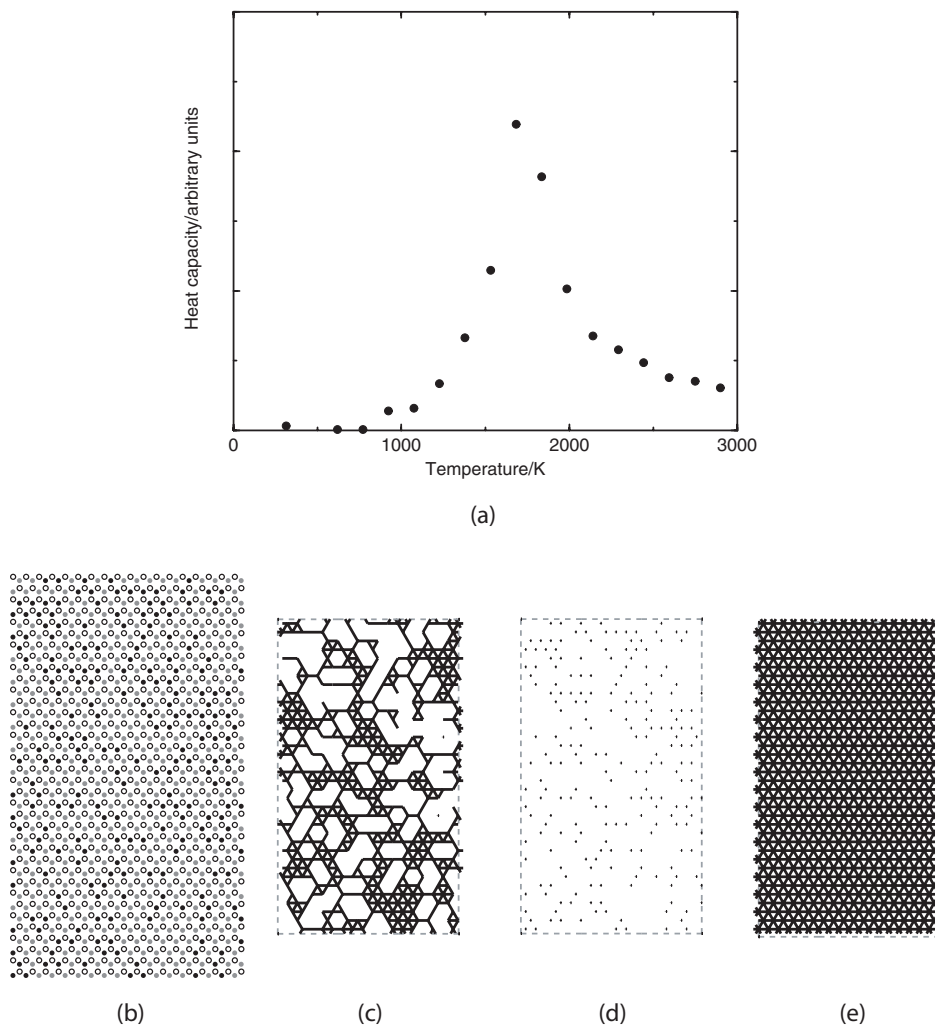 Heat capacity/arbitrary units
0 1000 2000 3000
Temperature/K
(a)
(b) (c) (d) (e)